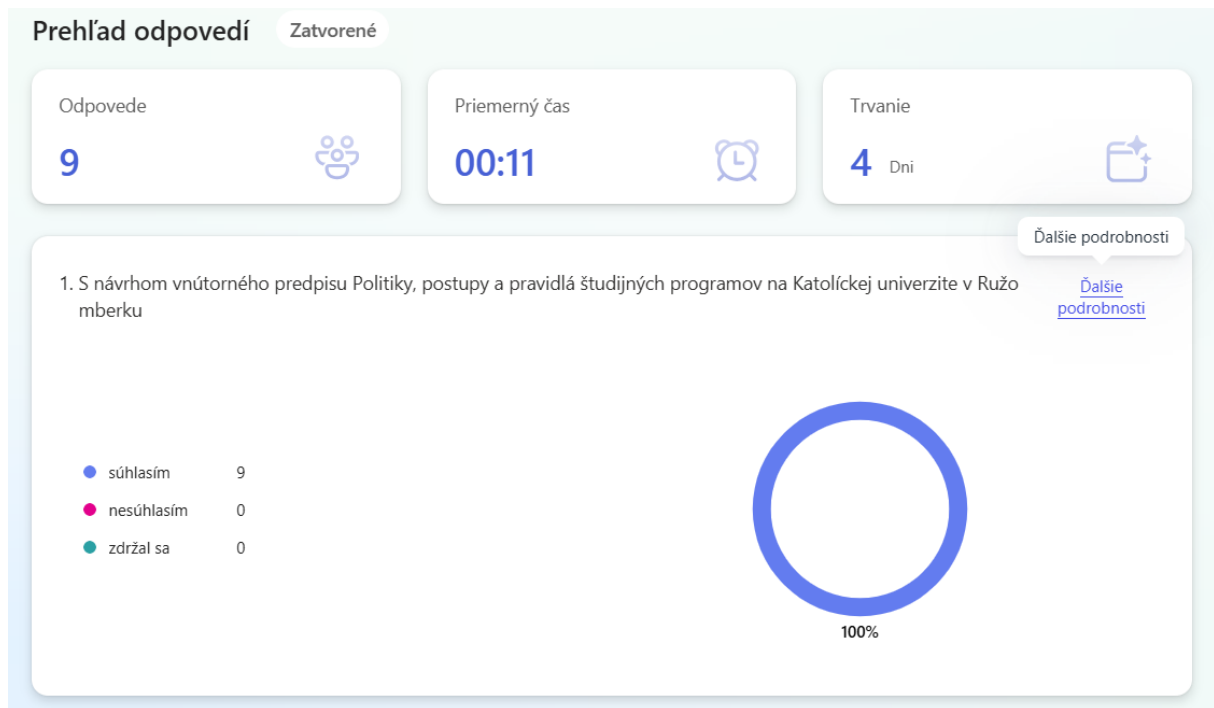 Prehľad odpovedí Zatvorené
Odpovede
9
Priemerný čas
00:11
Trvanie
4 Dni
Ďalšie podrobnosti
1. S návrhom vnútorného predpisu Politiky, postupy a pravidlá študijných programov na Katolíckej univerzite v Ružo
mberku
Ďalšie
podrobnosti
súhlasím 9
nesúhlasím 0
zdržal sa 0
100%